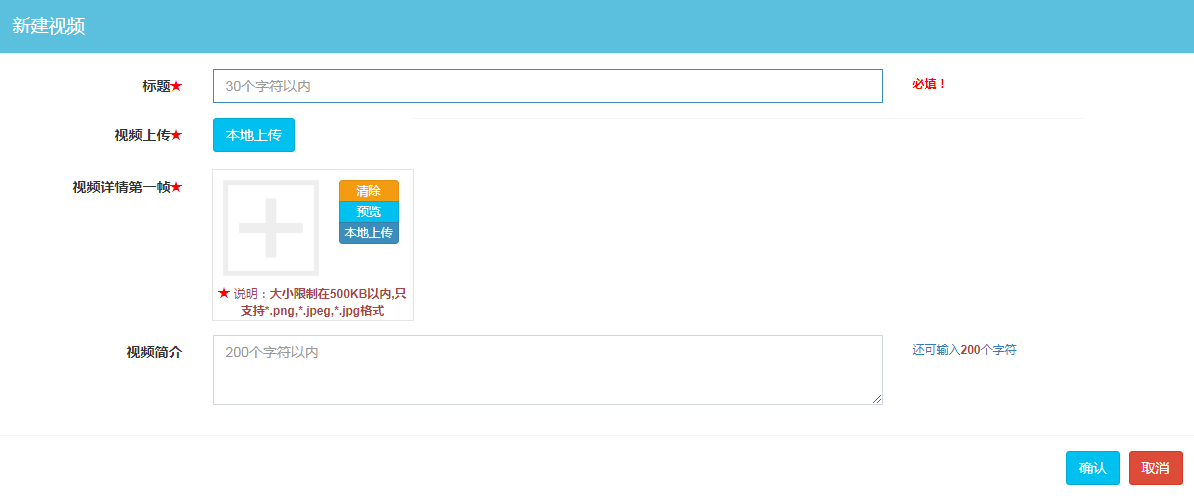 新建视频
标题★
30个字符以内
必填！
视频上传★
本地上传
视频详情第一帧★
清除
预览
本地上传
★ 说明：大小限制在500KB以内,只
支持*.png,*.jpeg,*.jpg格式
视频简介
200个字符以内
还可输入200个字符
确认
取消